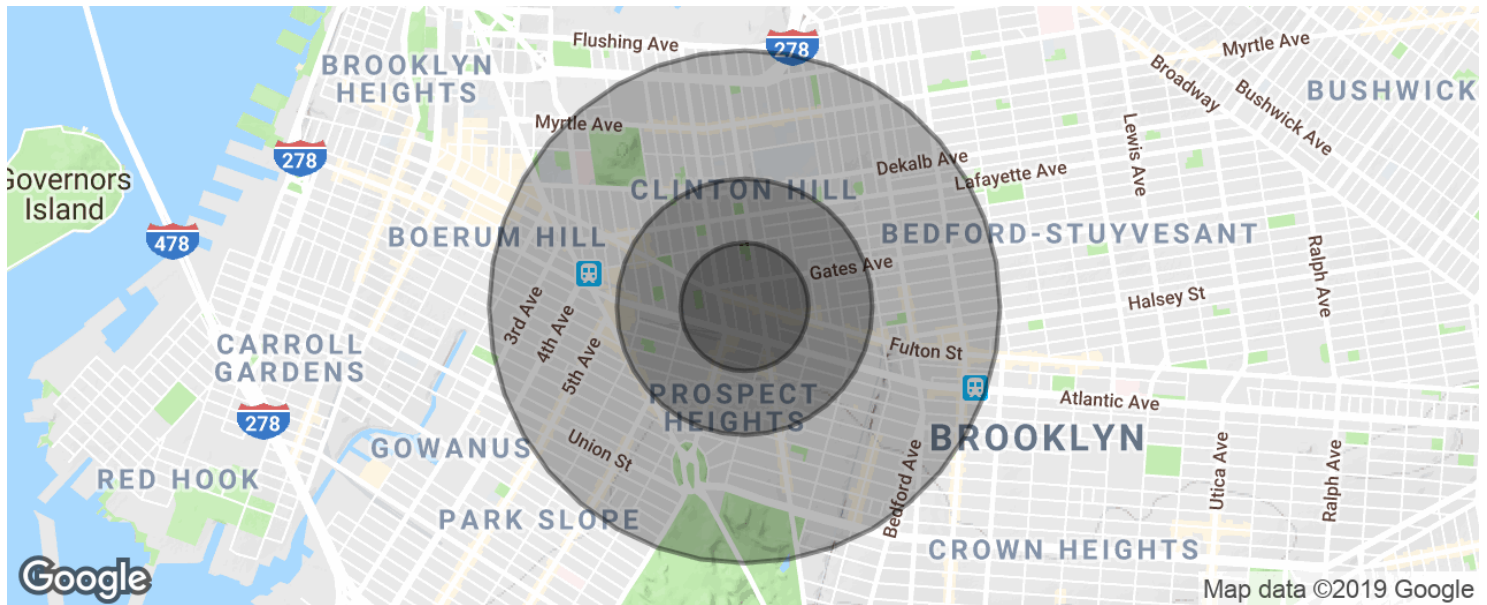 Flushing Ave
278
Myrtle Ave
BROOKLYN
HEIGHTS
Broadway
BUSHWICK
Bushwick Ave
Myrtle Ave
Lewis Ave
278
Dekalb Ave
Lafayette Ave
Governors
Island
CLINTON HILL
478
BOERUM HILL
BEDFORD-STUYVESANT
Ralph Ave
Gates Ave
Halsey St
3rd Ave
4th Ave
5th Ave
CARROLL
GARDENS
Fulton St
PROSPECT
HEIGHTS
Atlantic Ave
278
BROOKLYN
GOWANUS
Union St
Bedford Ave
Utica Ave
Ralph Ave
RED HOOK
PARK SLOPE
CROWN HEIGHTS
Google
Map data ©2019 Google